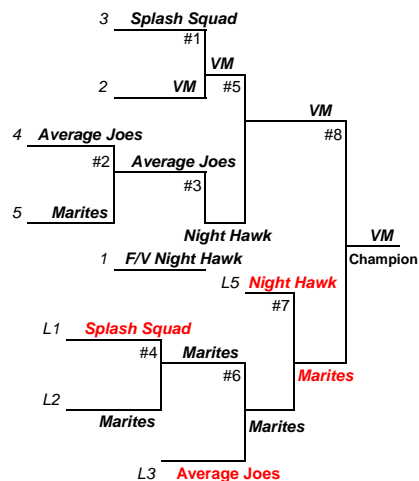 3 Splash Squad
#1
VM
2 VM #5
VM
#8
4 Average Joes
#2 Average Joes
#3
5 Marites
Night Hawk
1 F/V Night Hawk
VM
Champion
L5 Night Hawk
#7
L1 Splash Squad
#4 Marites
#6 Marites
L2
Marites Marites
L3 Average Joes